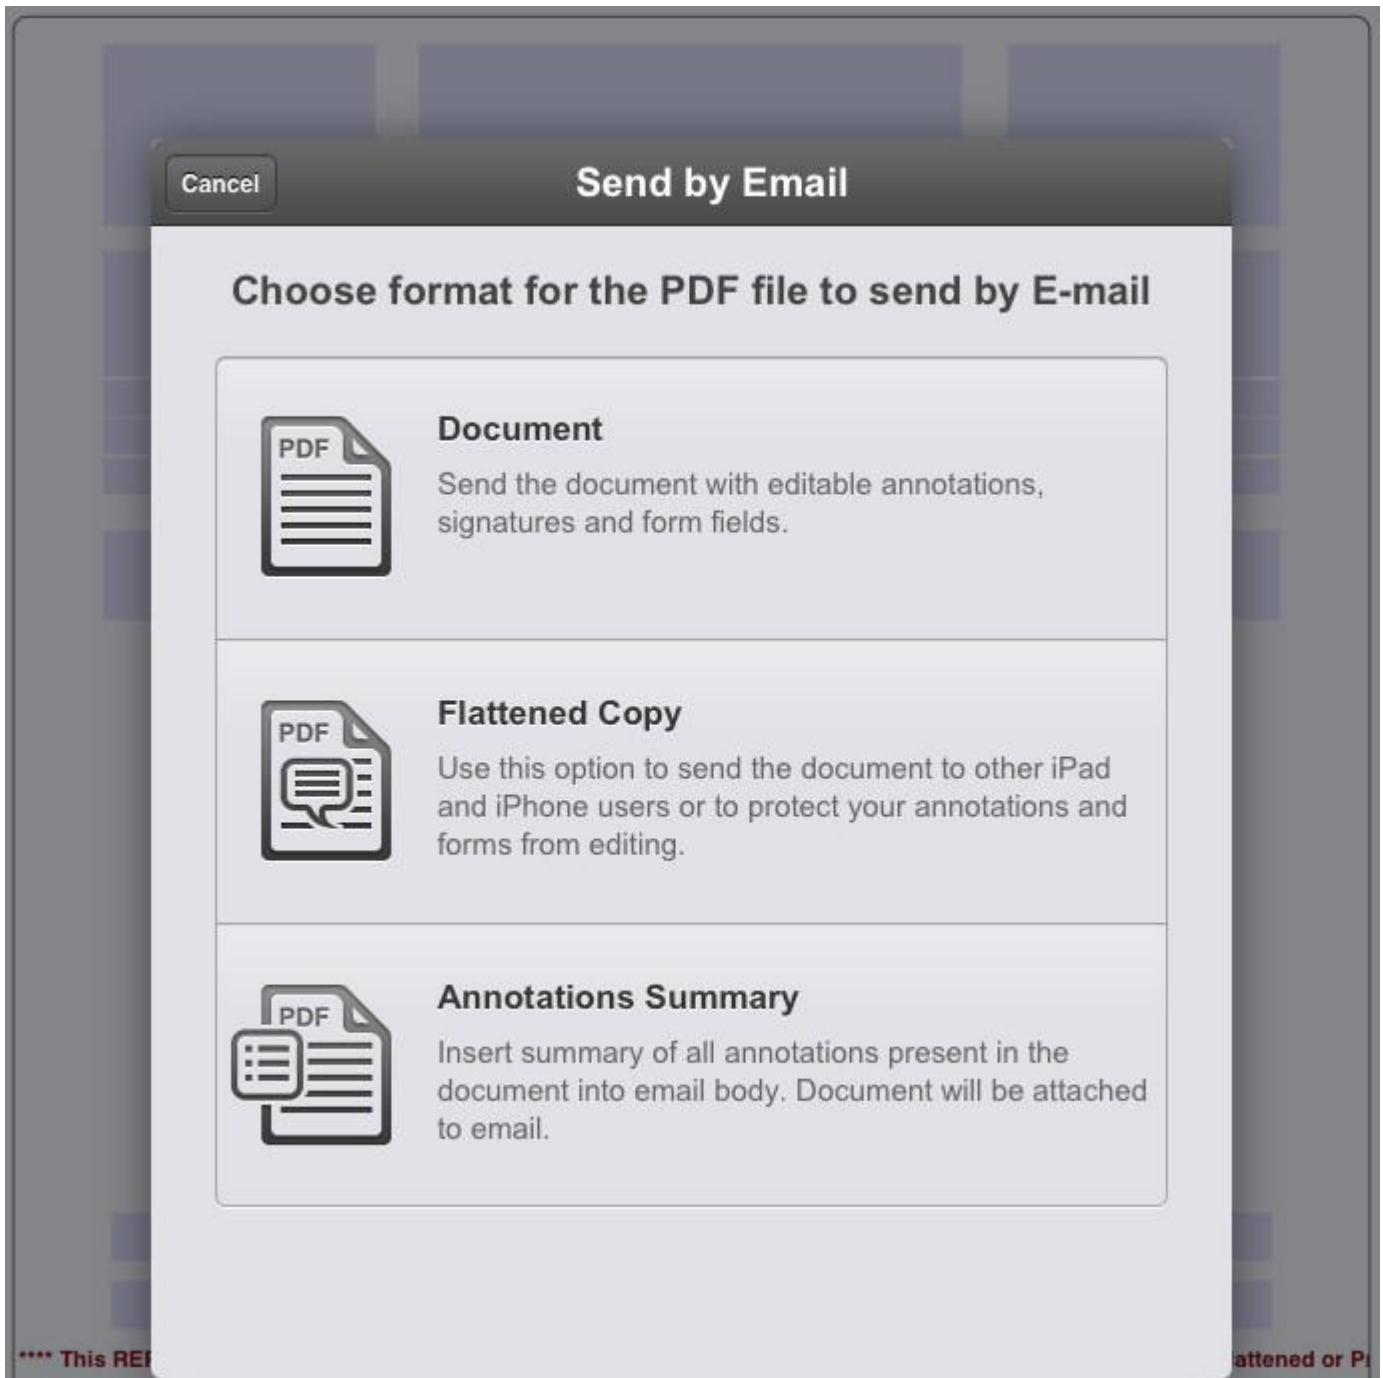 Cancel
Send by Email
Choose format for the PDF file to send by E-mail
PDF
Document
Send the document with editable annotations,
signatures and form fields.
PDF
Flattened Copy
Use this option to send the document to other iPad
and iPhone users or to protect your annotations and
forms from editing.
PDF
Annotations Summary
Insert summary of all annotations present in the
document into email body. Document will be attached
to email.
**** This
or